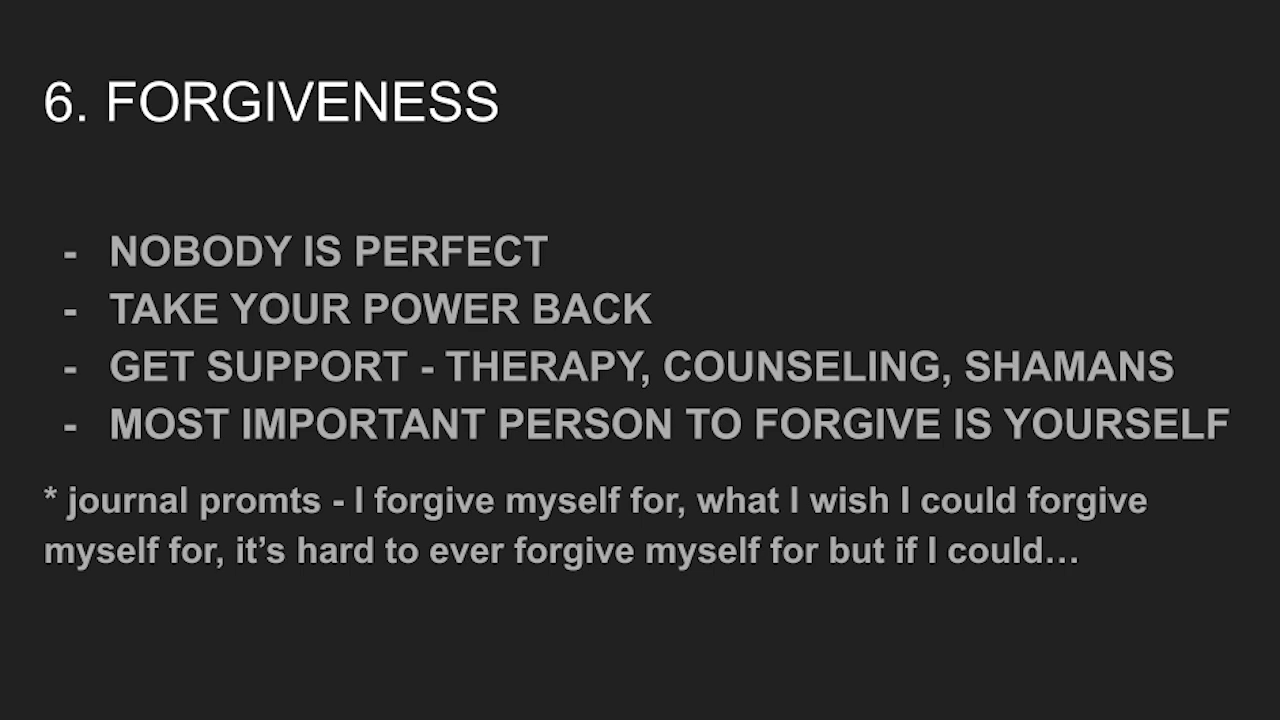 6. FORGIVENESS
- NOBODY IS PERFECT
- TAKE YOUR POWER BACK
- GET SUPPORT - THERAPY, COUNSELING, SHAMANS
- MOST IMPORTANT PERSON TO FORGIVE IS YOURSELF
* journal promts - I forgive myself for, what I wish I could forgive
myself for, it’s hard to ever forgive myself for but if I could…